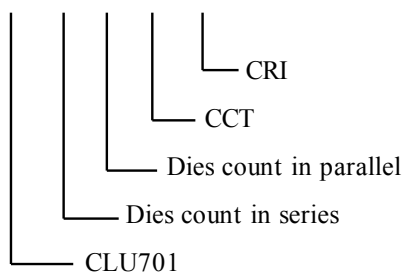 CRI
CCT
Dies count in parallel
Dies count in series
CLU701